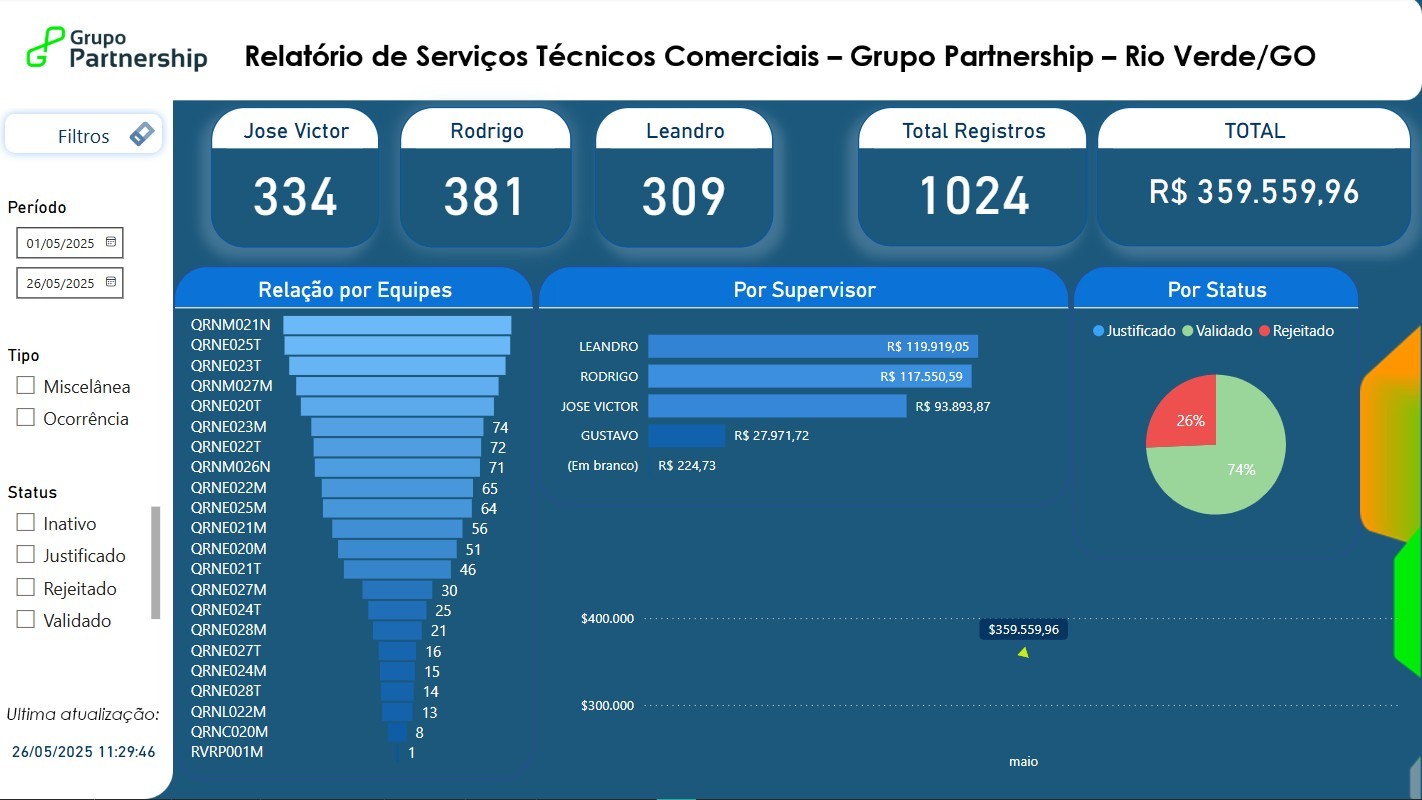 Grupo
Partnership
Relatório de Serviços Técnicos Comerciais – Grupo Partnership – Rio Verde/GO
Filtros
Período
01/05/2025
26/05/2025
Tipo
Miscelânea
Ocorrência
Status
Inativo
Justificado
Rejeitado
Validado
Ultima atualização:
26/05/2025 11:29:46
Jose Victor
334
Rodrigo
381
Leandro
309
Total Registros
1024
TOTAL
R$ 359.559,96
Relação por Equipes
QRNM021N
QRNE025T
QRNE023T
QRNM027M
QRNE020T
QRNE023M 74
QRNE022T 72
QRNM026N 71
QRNE022M 65
QRNE025M 64
QRNE021M 56
QRNE020M 51
QRNE021T 46
QRNE027M 30
QRNE024T 25
QRNE028M 21
QRNE027T 16
QRNE024M 15
QRNE028T 14
QRNL022M 13
QRNC020M 8
RVRP001M 1
Por Supervisor
LEANDRO R$ 119.919,05
RODRIGO R$ 117.550,59
JOSE VICTOR R$ 93.893,87
GUSTAVO R$ 27.971,72
(Em branco) R$ 224,73
Por Status
Justificado Validado Rejeitado
26%
74%
$400.000
$359.559,96
$300.000
maio